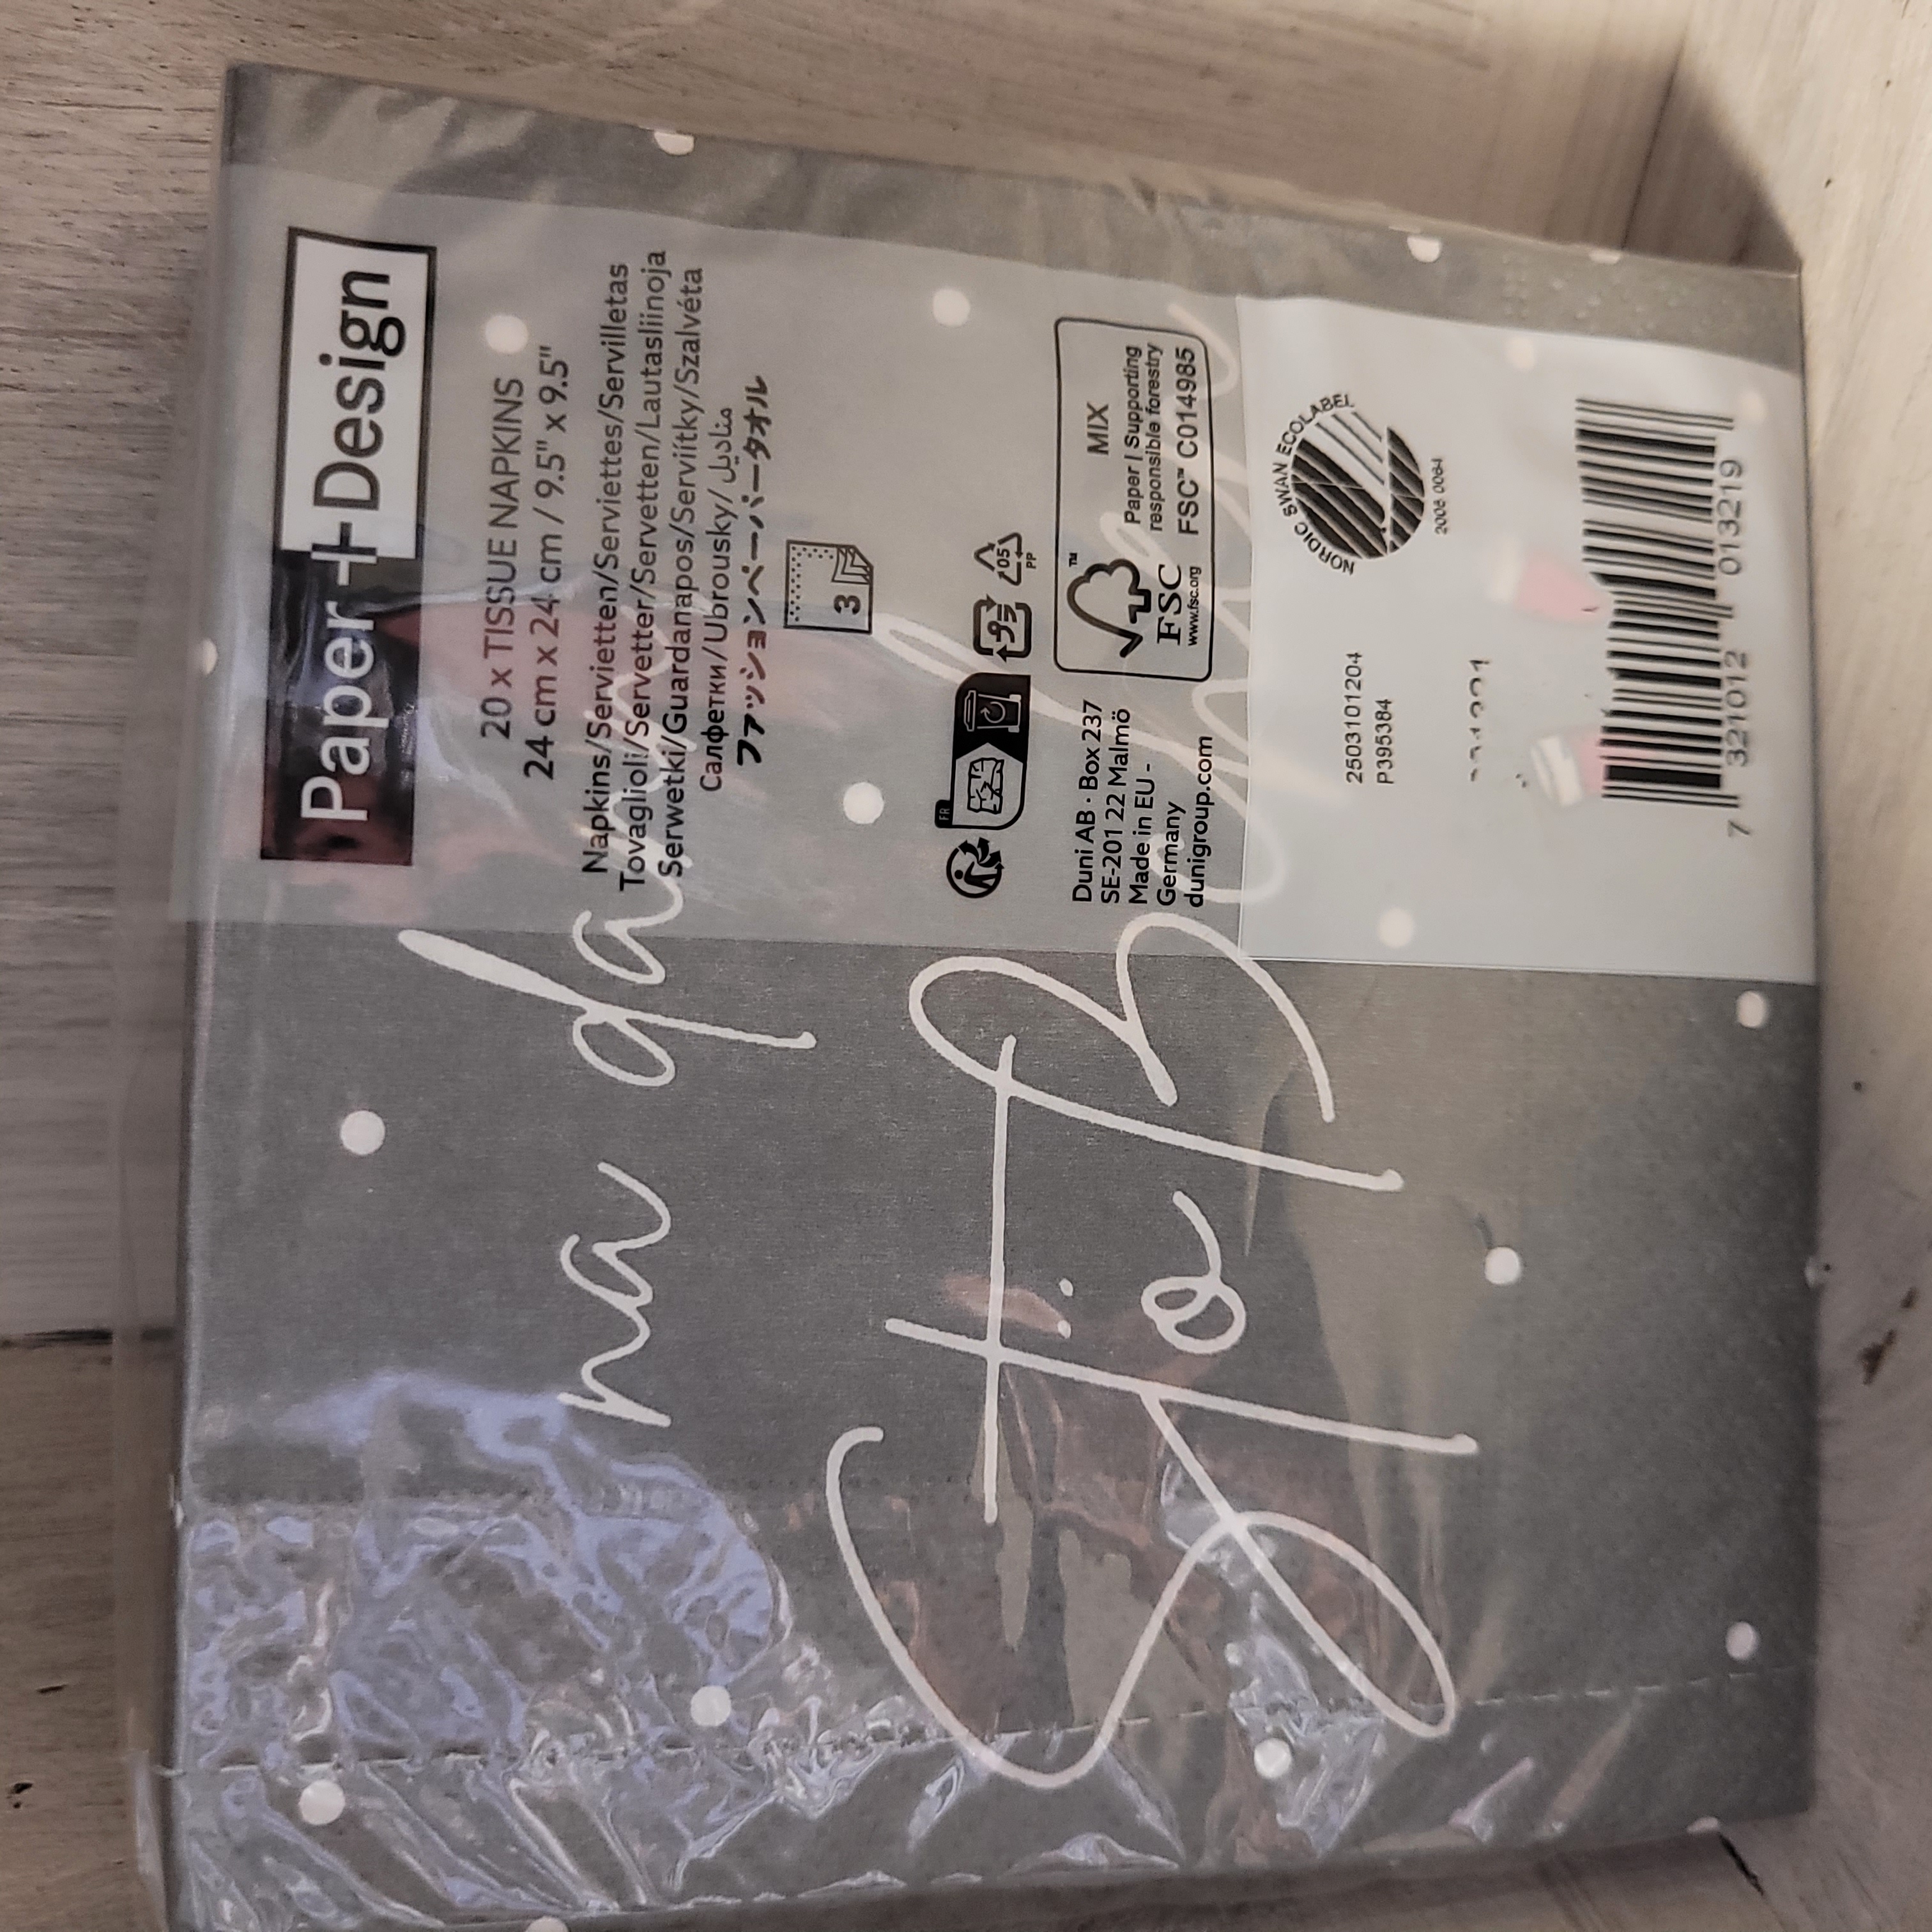 Paper+Design
20 x TISSUE NAPKINS
24 cm x 24 cm / 9.5" x 9.5"
Napkins/Servietten/Serviettes/Servilletas
Tovaglioli/Servetter/Servetten/Lautasliinoja
Serwetki/Guardanapos/Servítky/Szalvéta
Салфетки/Ubrousky/مناديل
ファッションペーパータオル
3
FR
05
PP
Duni AB · Box 237
SE-201 22 Malmö
Made in EU -
Germany
dunigroup.com
FSC
www.fsc.org
MIX
Paper | Supporting
responsible forestry
FSC™ C014985
NORDIC SWAN ECOLABEL
2503101204
P395384
7 321012 013219
na da